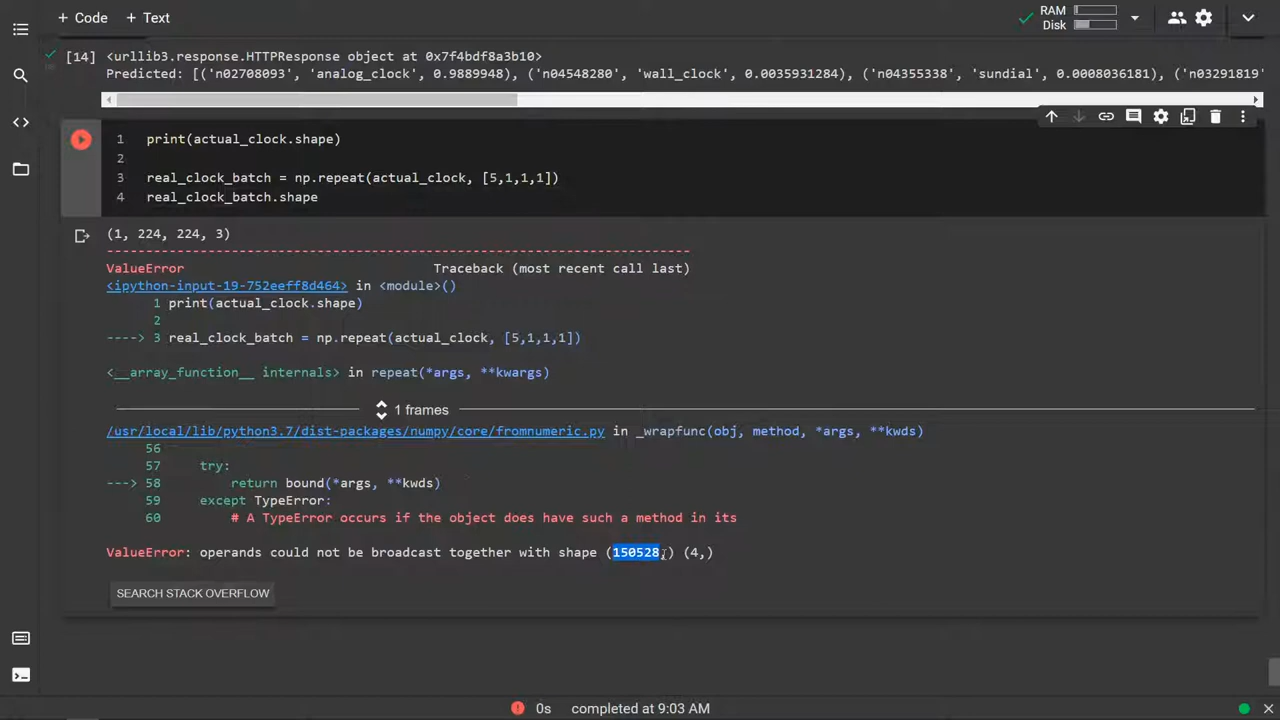 + Code + Text
RAM
Disk
[14] <urllib3.response.HTTPResponse object at 0x7f4bdf8a3b10>
Predicted: [('n02708093', 'analog_clock', 0.9889948), ('n04548280', 'wall_clock', 0.0035931284), ('n04355338', 'sundial', 0.0008036181), ('n03291819'
1 print(actual_clock.shape)
2
3 real_clock_batch = np.repeat(actual_clock, [5,1,1,1])
4 real_clock_batch.shape
(1, 224, 224, 3)
---------------------------------------------------------------------------
ValueError Traceback (most recent call last)
<ipython-input-19-752eeff8d464> in <module>()
1 print(actual_clock.shape)
2
----> 3 real_clock_batch = np.repeat(actual_clock, [5,1,1,1])
<__array_function__ internals> in repeat(*args, **kwargs)
1 frames
/usr/local/lib/python3.7/dist-packages/numpy/core/fromnumeric.py in _wrapfunc(obj, method, *args, **kwds)
56
57 try:
---> 58 return bound(*args, **kwds)
59 except TypeError:
60 # A TypeError occurs if the object does have such a method in its
ValueError: operands could not be broadcast together with shape (150528,) (4,)
SEARCH STACK OVERFLOW
0s completed at 9:03 AM